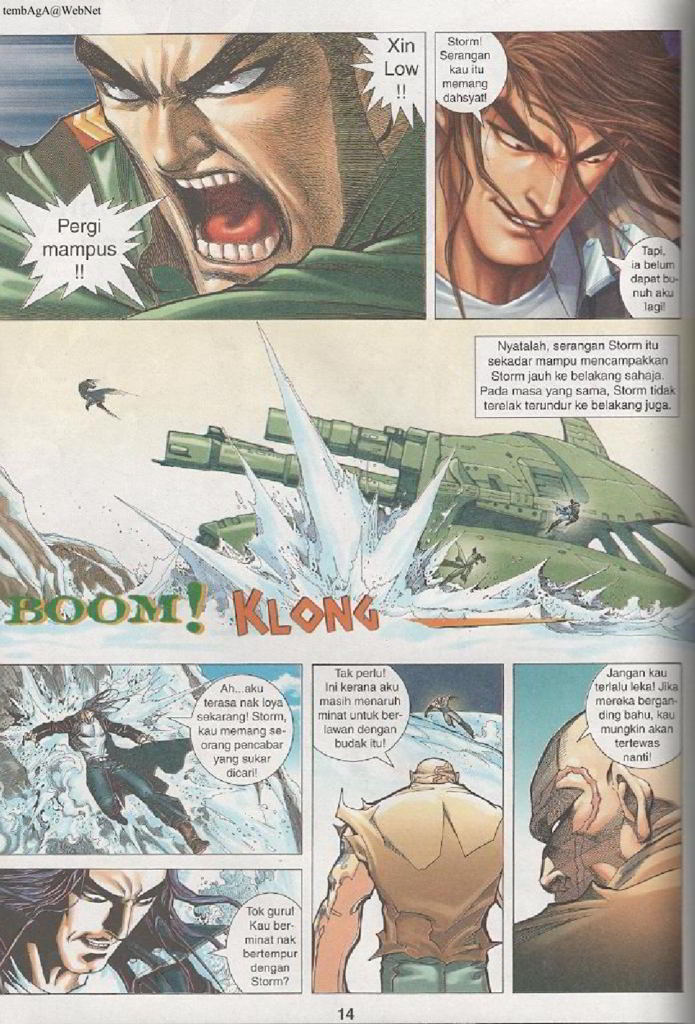 tembAgA@WebNet
Xin
Low
!!
Pergi
mampus
!!
Storm!
Serangan
kau itu
memang
dahsyat!
Tapi,
ia belum
dapat bu-
nuh aku
lagi!
Nyatalah, serangan Storm itu
sekadar mampu mencampakkan
Storm jauh ke belakang sahaja.
Pada masa yang sama, Storm tidak
terelak terundur ke belakang juga.
BOOM!
KLONG
Ah...aku
terasa nak loya
sekarang! Storm,
kau memang se-
orang pencabar
yang sukar
dicari!
Tok guru!
Kau ber-
minat nak
bertempur
dengan
Storm?
Tak perlu!
Ini kerana aku
masih menaruh
minat untuk ber-
lawan dengan
budak itu!
Jangan kau
terlalu leka! Jika
mereka bergan-
ding bahu, kau
mungkin akan
tertewas
nanti!
14